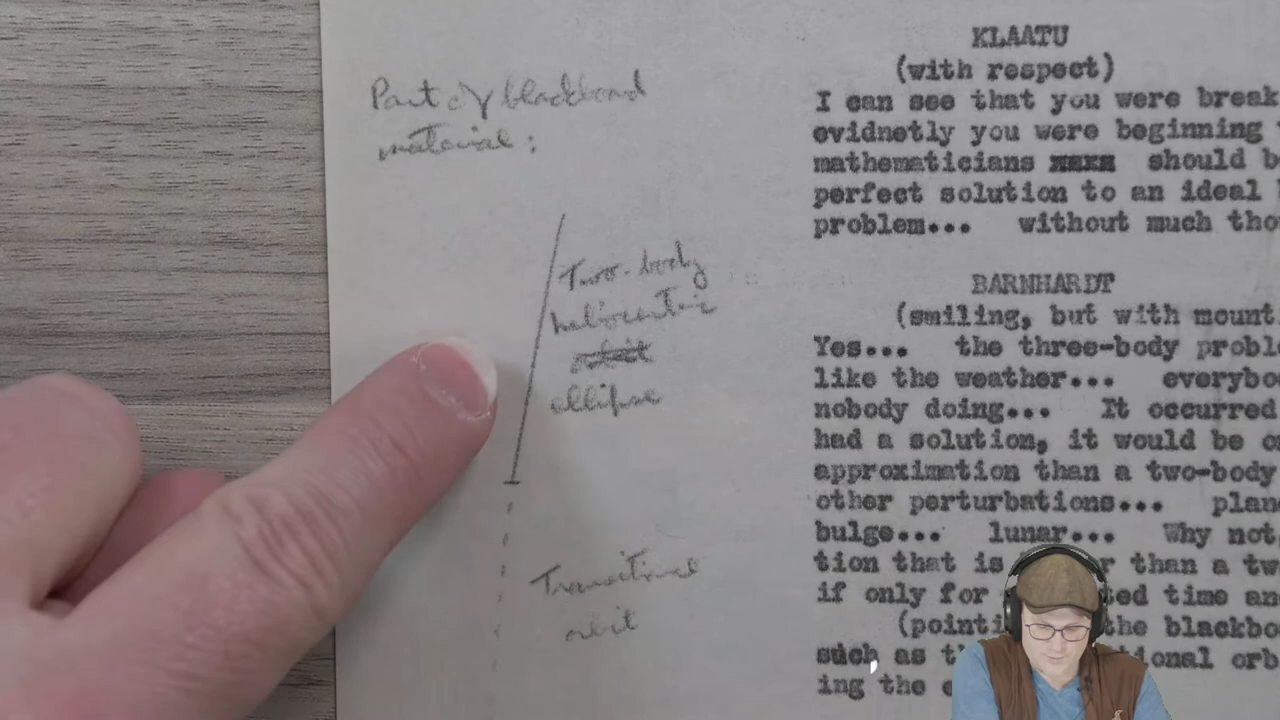 Part of blackboard
material:
Two-body
heliocentric
orbit
ellipse
Transitional
orbit
KLAATU
(with respect)
I can see that you were break
evidnetly you were beginning
mathematicians xxxx should b
perfect solution to an ideal
problem... without much tho
BARNHARDT
(smiling, but with mount
Yes... the three-body probl
like the weather... everybo
nobody doing... It occurred
had a solution, it would be
approximation than a two-body
other perturbations... plan
bulge... lunar... Why not
tion that is r than a tw
if only for ted time an
(pointi the blackbo
such as t tional orb
ing the